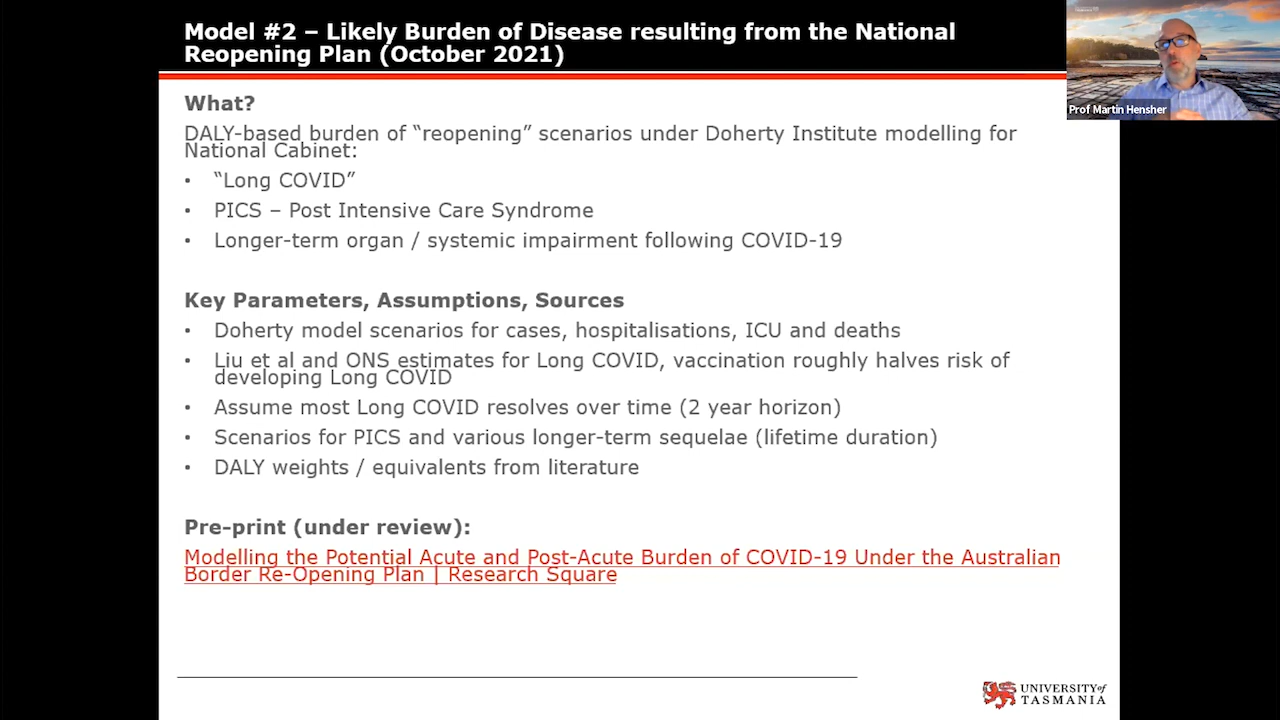 Model #2 – Likely Burden of Disease resulting from the National
Reopening Plan (October 2021)
Prof Martin Hensher
What?
DALY-based burden of “reopening” scenarios under Doherty Institute modelling for
National Cabinet:
• “Long COVID”
• PICS – Post Intensive Care Syndrome
• Longer-term organ / systemic impairment following COVID-19
Key Parameters, Assumptions, Sources
• Doherty model scenarios for cases, hospitalisations, ICU and deaths
• Liu et al and ONS estimates for Long COVID, vaccination roughly halves risk of
developing Long COVID
• Assume most Long COVID resolves over time (2 year horizon)
• Scenarios for PICS and various longer-term sequelae (lifetime duration)
• DALY weights / equivalents from literature
Pre-print (under review):
Modelling the Potential Acute and Post-Acute Burden of COVID-19 Under the Australian
Border Re-Opening Plan | Research Square
UNIVERSITY of
TASMANIA